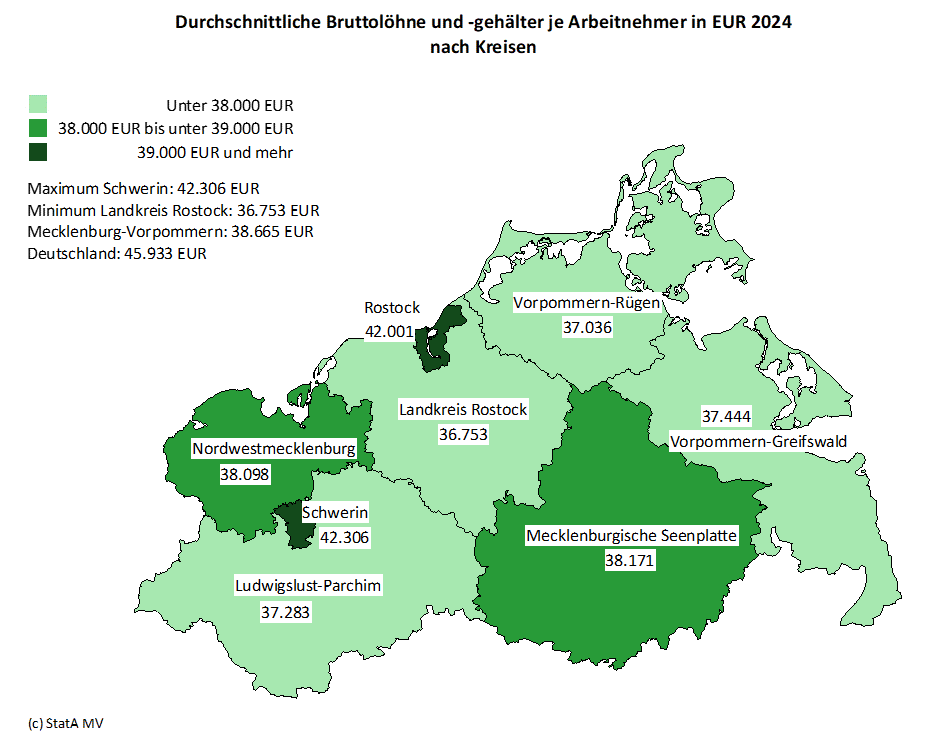 Durchschnittliche Bruttolöhne und -gehälter je Arbeitnehmer in EUR 2024
nach Kreisen
Unter 38.000 EUR
38.000 EUR bis unter 39.000 EUR
39.000 EUR und mehr
Maximum Schwerin: 42.306 EUR
Minimum Landkreis Rostock: 36.753 EUR
Mecklenburg-Vorpommern: 38.665 EUR
Deutschland: 45.933 EUR
Vorpommern-Rügen
37.036
Rostock
42.001
Landkreis Rostock
36.753
37.444
Vorpommern-Greifswald
Nordwestmecklenburg
38.098
Schwerin
42.306
Mecklenburgische Seenplatte
38.171
Ludwigslust-Parchim
37.283
(c) StatA MV